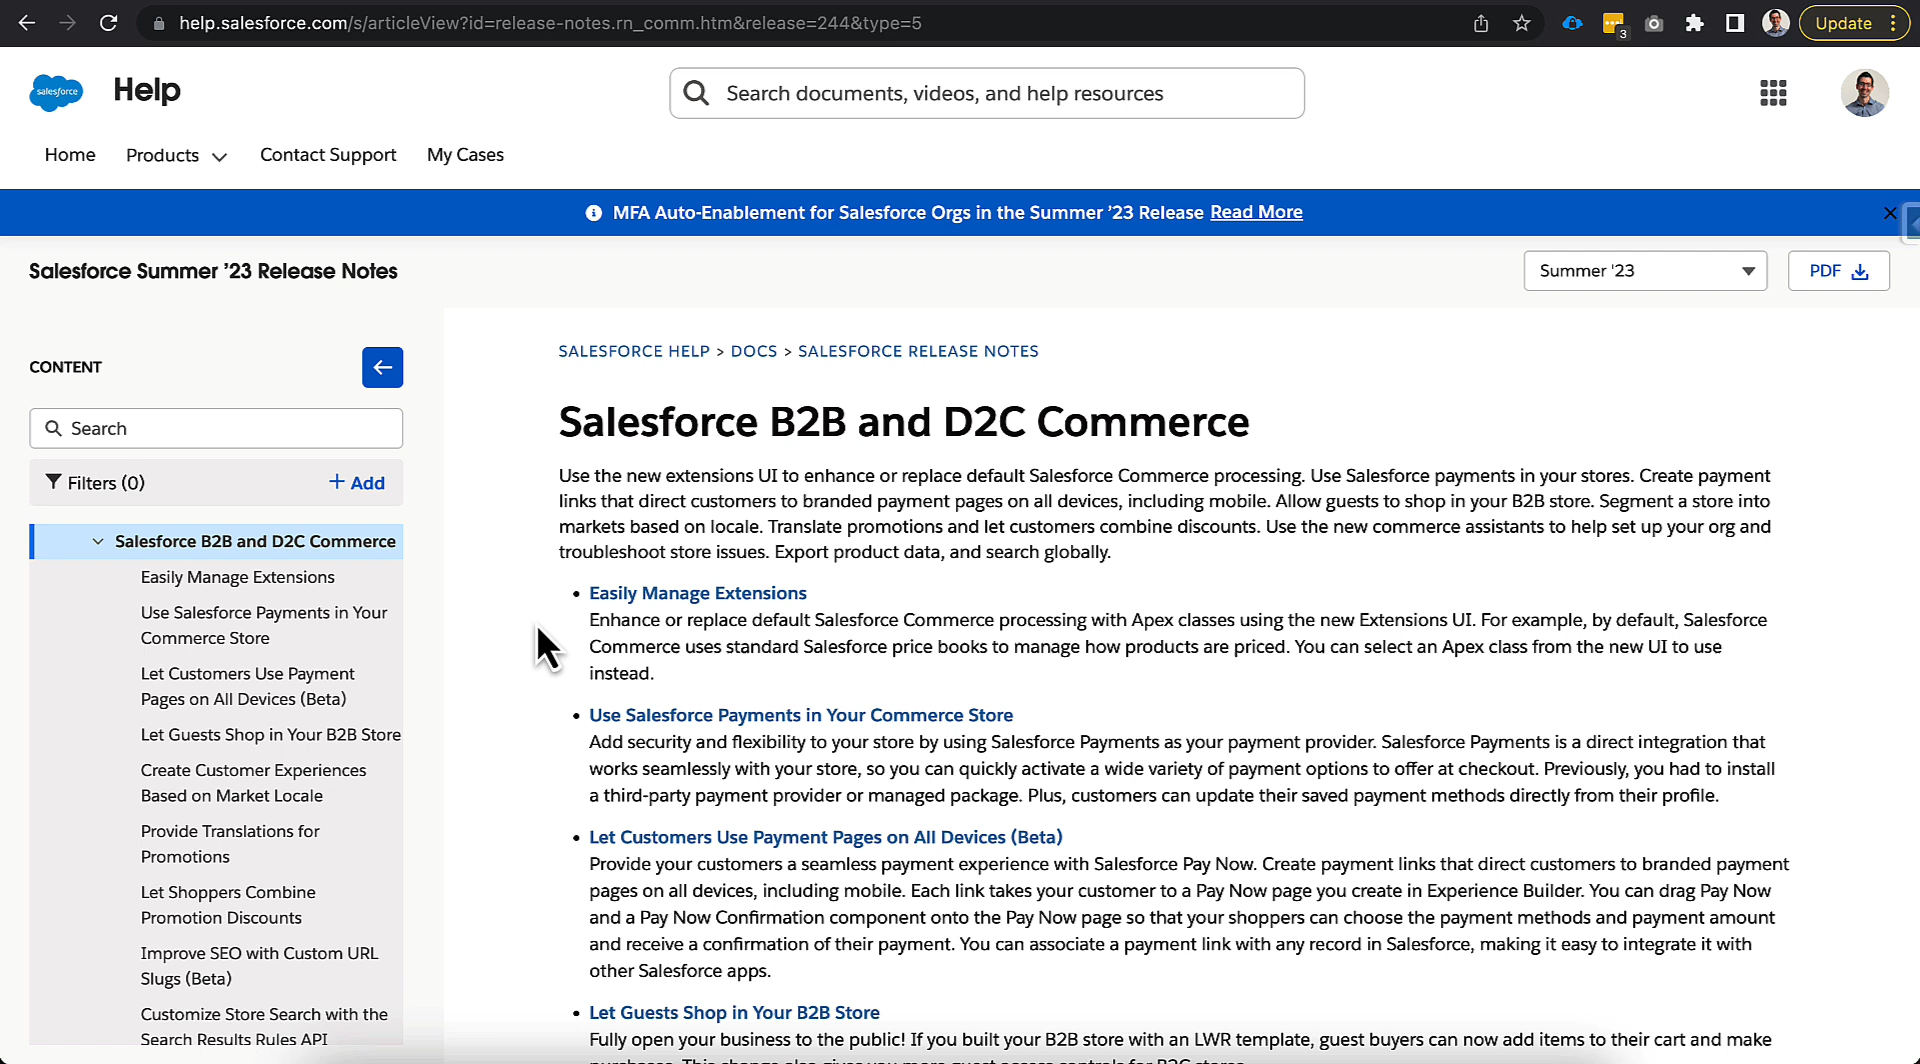 help.salesforce.com/s/articleView?id=release-notes.rn_comm.htm&release=244&type=5
3
Update
salesforce
Help
Search documents, videos, and help resources
Home
Products
Contact Support
My Cases
MFA Auto-Enablement for Salesforce Orgs in the Summer ’23 Release Read More
Salesforce Summer ’23 Release Notes
Summer '23
PDF
CONTENT
Search
Filters (0)
+ Add
Salesforce B2B and D2C Commerce
Easily Manage Extensions
Use Salesforce Payments in Your
Commerce Store
Let Customers Use Payment
Pages on All Devices (Beta)
Let Guests Shop in Your B2B Store
Create Customer Experiences
Based on Market Locale
Provide Translations for
Promotions
Let Shoppers Combine
Promotion Discounts
Improve SEO with Custom URL
Slugs (Beta)
Customize Store Search with the
Search Results Rules API
SALESFORCE HELP > DOCS > SALESFORCE RELEASE NOTES
Salesforce B2B and D2C Commerce
Use the new extensions UI to enhance or replace default Salesforce Commerce processing. Use Salesforce payments in your stores. Create payment
links that direct customers to branded payment pages on all devices, including mobile. Allow guests to shop in your B2B store. Segment a store into
markets based on locale. Translate promotions and let customers combine discounts. Use the new commerce assistants to help set up your org and
troubleshoot store issues. Export product data, and search globally.
• Easily Manage Extensions
Enhance or replace default Salesforce Commerce processing with Apex classes using the new Extensions UI. For example, by default, Salesforce
Commerce uses standard Salesforce price books to manage how products are priced. You can select an Apex class from the new UI to use
instead.
• Use Salesforce Payments in Your Commerce Store
Add security and flexibility to your store by using Salesforce Payments as your payment provider. Salesforce Payments is a direct integration that
works seamlessly with your store, so you can quickly activate a wide variety of payment options to offer at checkout. Previously, you had to install
a third-party payment provider or managed package. Plus, customers can update their saved payment methods directly from their profile.
• Let Customers Use Payment Pages on All Devices (Beta)
Provide your customers a seamless payment experience with Salesforce Pay Now. Create payment links that direct customers to branded payment
pages on all devices, including mobile. Each link takes your customer to a Pay Now page you create in Experience Builder. You can drag Pay Now
and a Pay Now Confirmation component onto the Pay Now page so that your shoppers can choose the payment methods and payment amount
and receive a confirmation of their payment. You can associate a payment link with any record in Salesforce, making it easy to integrate it with
other Salesforce apps.
• Let Guests Shop in Your B2B Store
Fully open your business to the public! If you built your B2B store with an LWR template, guest buyers can now add items to their cart and make